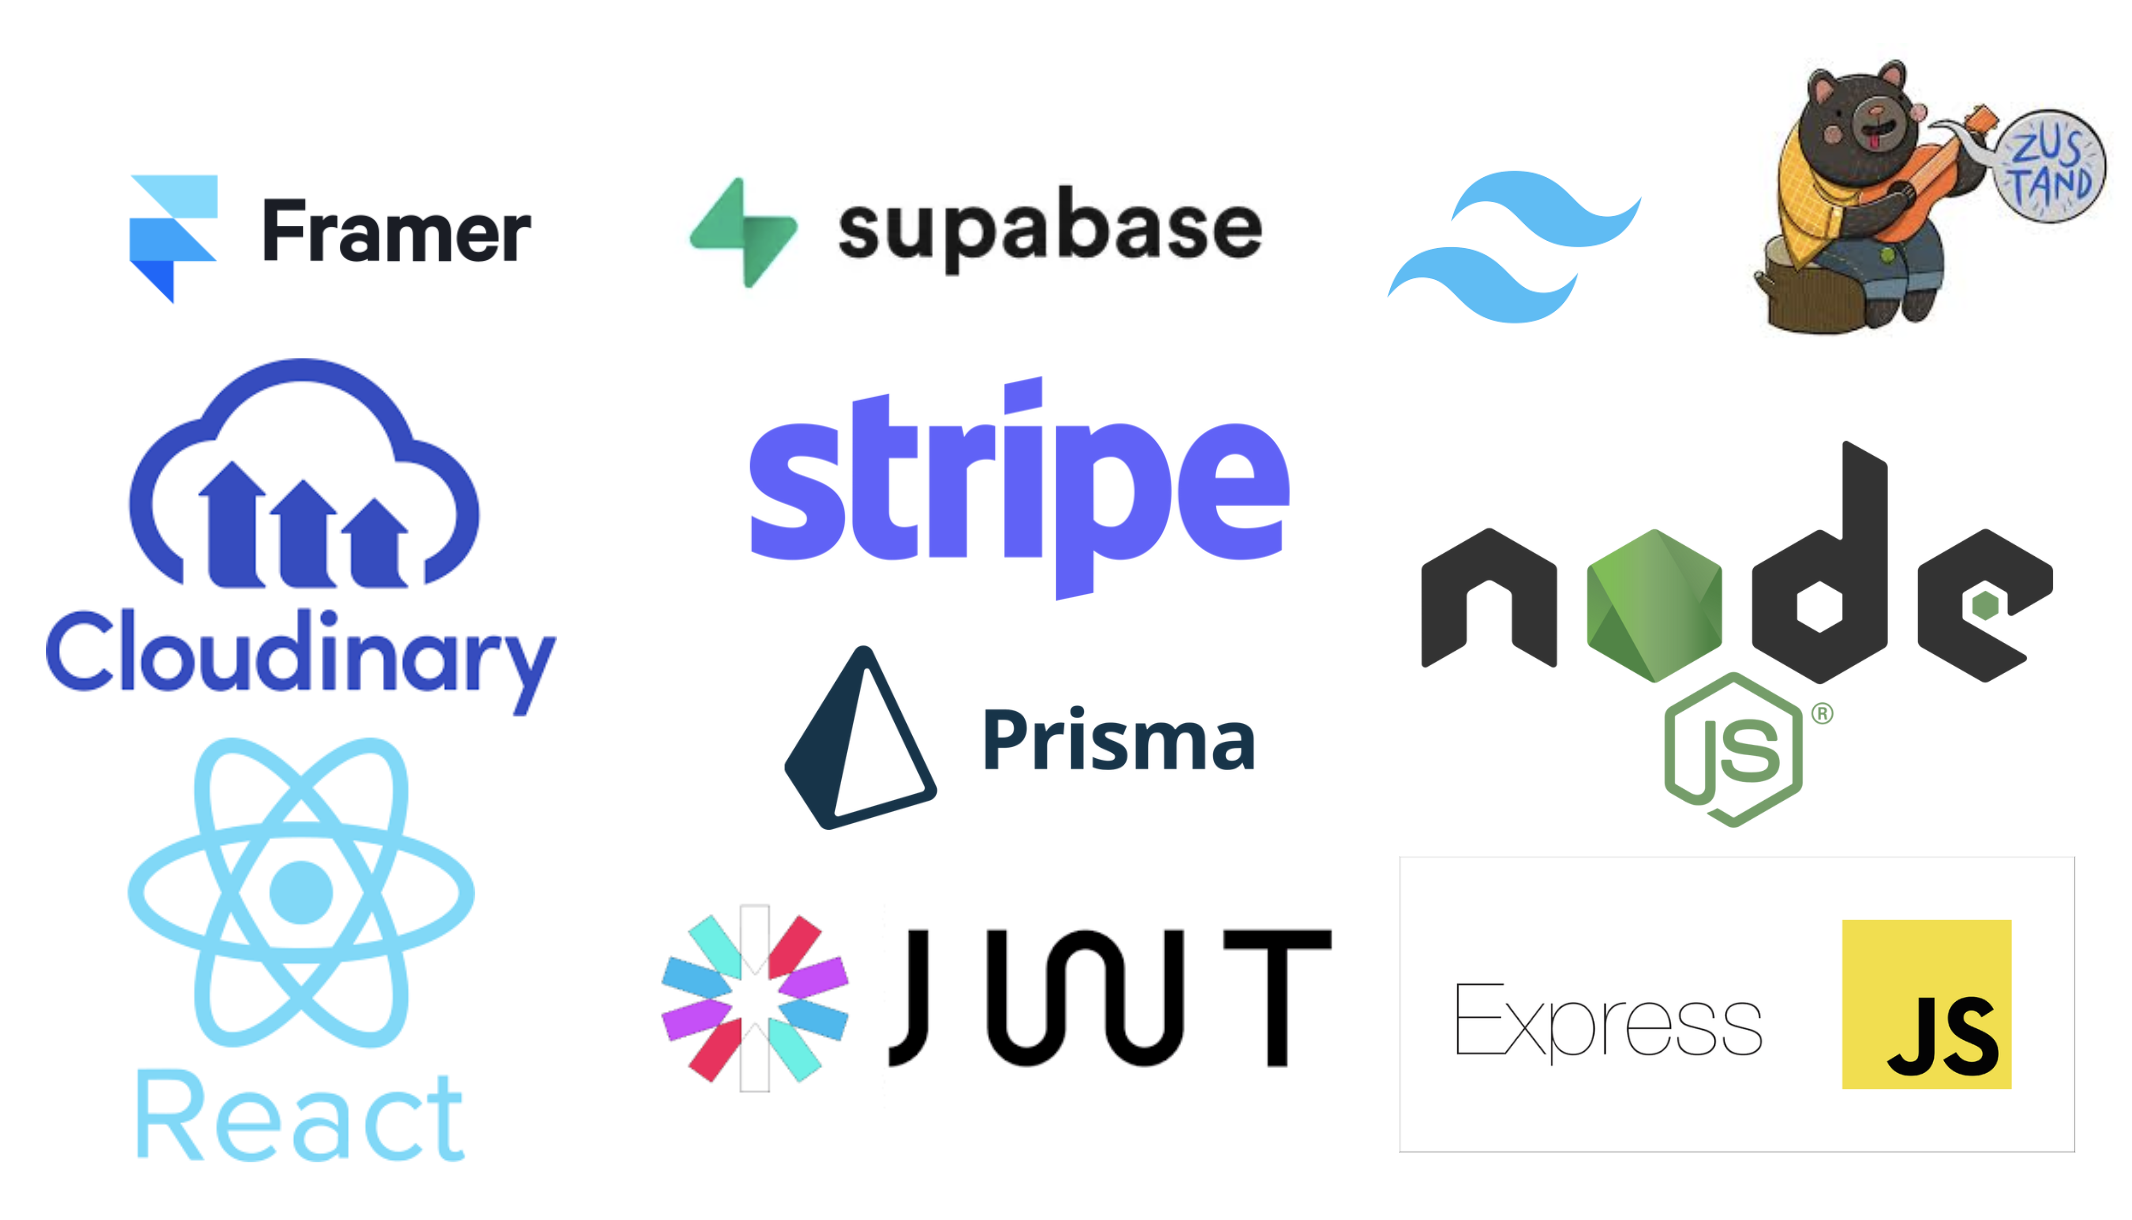 Framer
supabase
ZUS
TAND
Cloudinary
stripe
node
JS®
Prisma
React
JWT
Express
JS